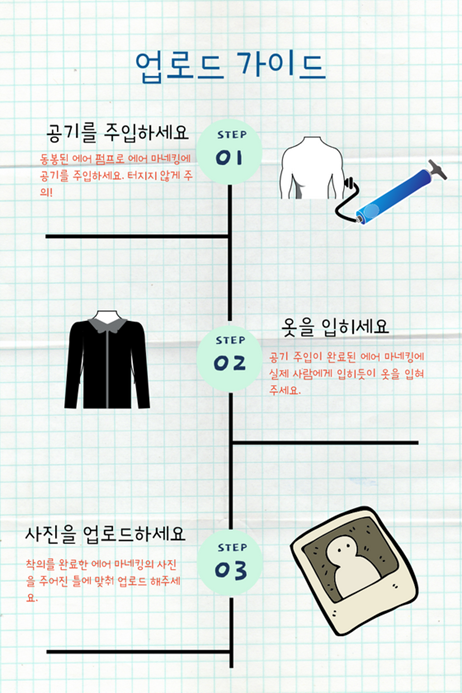 업로드 가이드
공기를 주입하세요
STEP
01
동봉된 에어 펌프로 에어 마네킹에
공기를 주입하세요. 터지지 않게 주
의!
옷을 입히세요
STEP
02
공기 주입이 완료된 에어 마네킹에
실제 사람에게 입히듯이 옷을 입혀
주세요.
사진을 업로드하세요
STEP
03
착의를 완료한 에어 마네킹의 사진
을 주어진 틀에 맞춰 업로드 해주세
요.